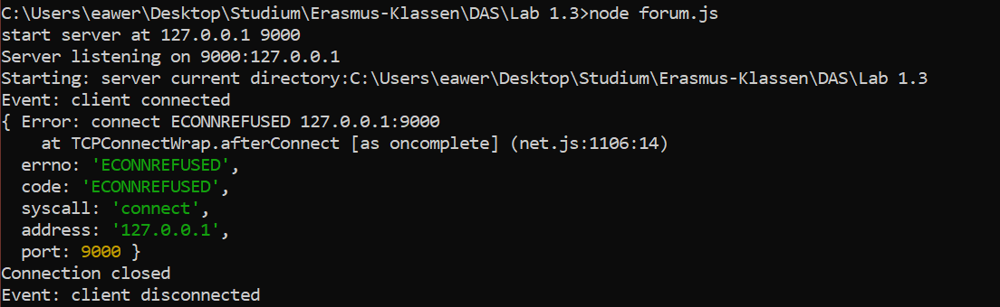 C:\Users\eawer\Desktop\Studium\Erasmus-Klassen\DAS\Lab 1.3>node forum.js
start server at 127.0.0.1 9000
Server listening on 9000:127.0.0.1
Starting: server current directory:C:\Users\eawer\Desktop\Studium\Erasmus-Klassen\DAS\Lab 1.3
Event: client connected
{ Error: connect ECONNREFUSED 127.0.0.1:9000
    at TCPConnectWrap.afterConnect [as oncomplete] (net.js:1106:14)
  errno: 'ECONNREFUSED',
  code: 'ECONNREFUSED',
  syscall: 'connect',
  address: '127.0.0.1',
  port: 9000 }
Connection closed
Event: client disconnected